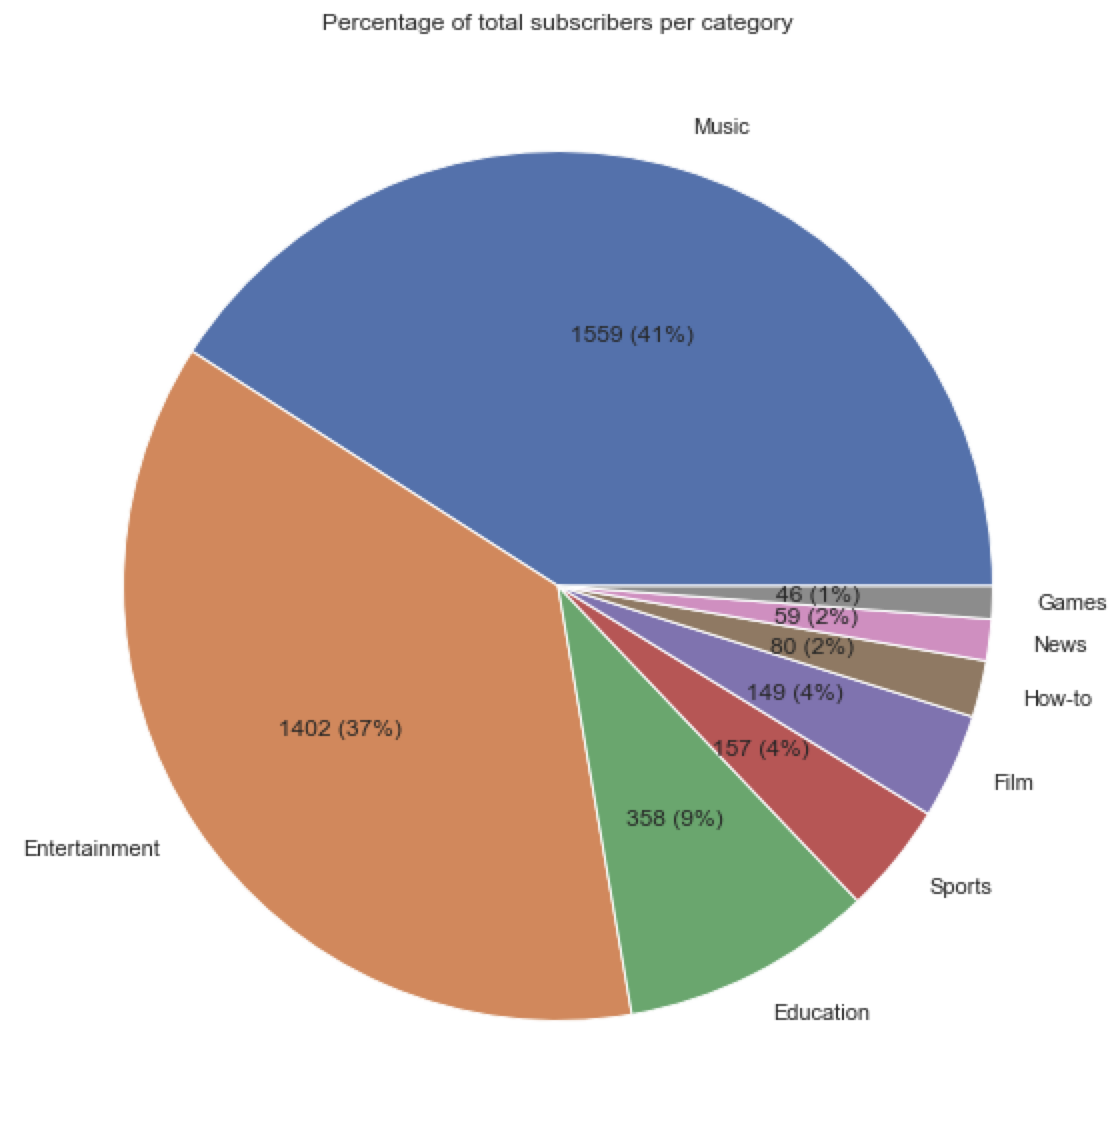 Percentage of total subscribers per category
Music
1559 (41%)
46 (1%)
Games
59 (2%)
News
80 (2%)
How-to
149 (4%)
Film
157 (4%)
Sports
1402 (37%)
358 (9%)
Entertainment
Education